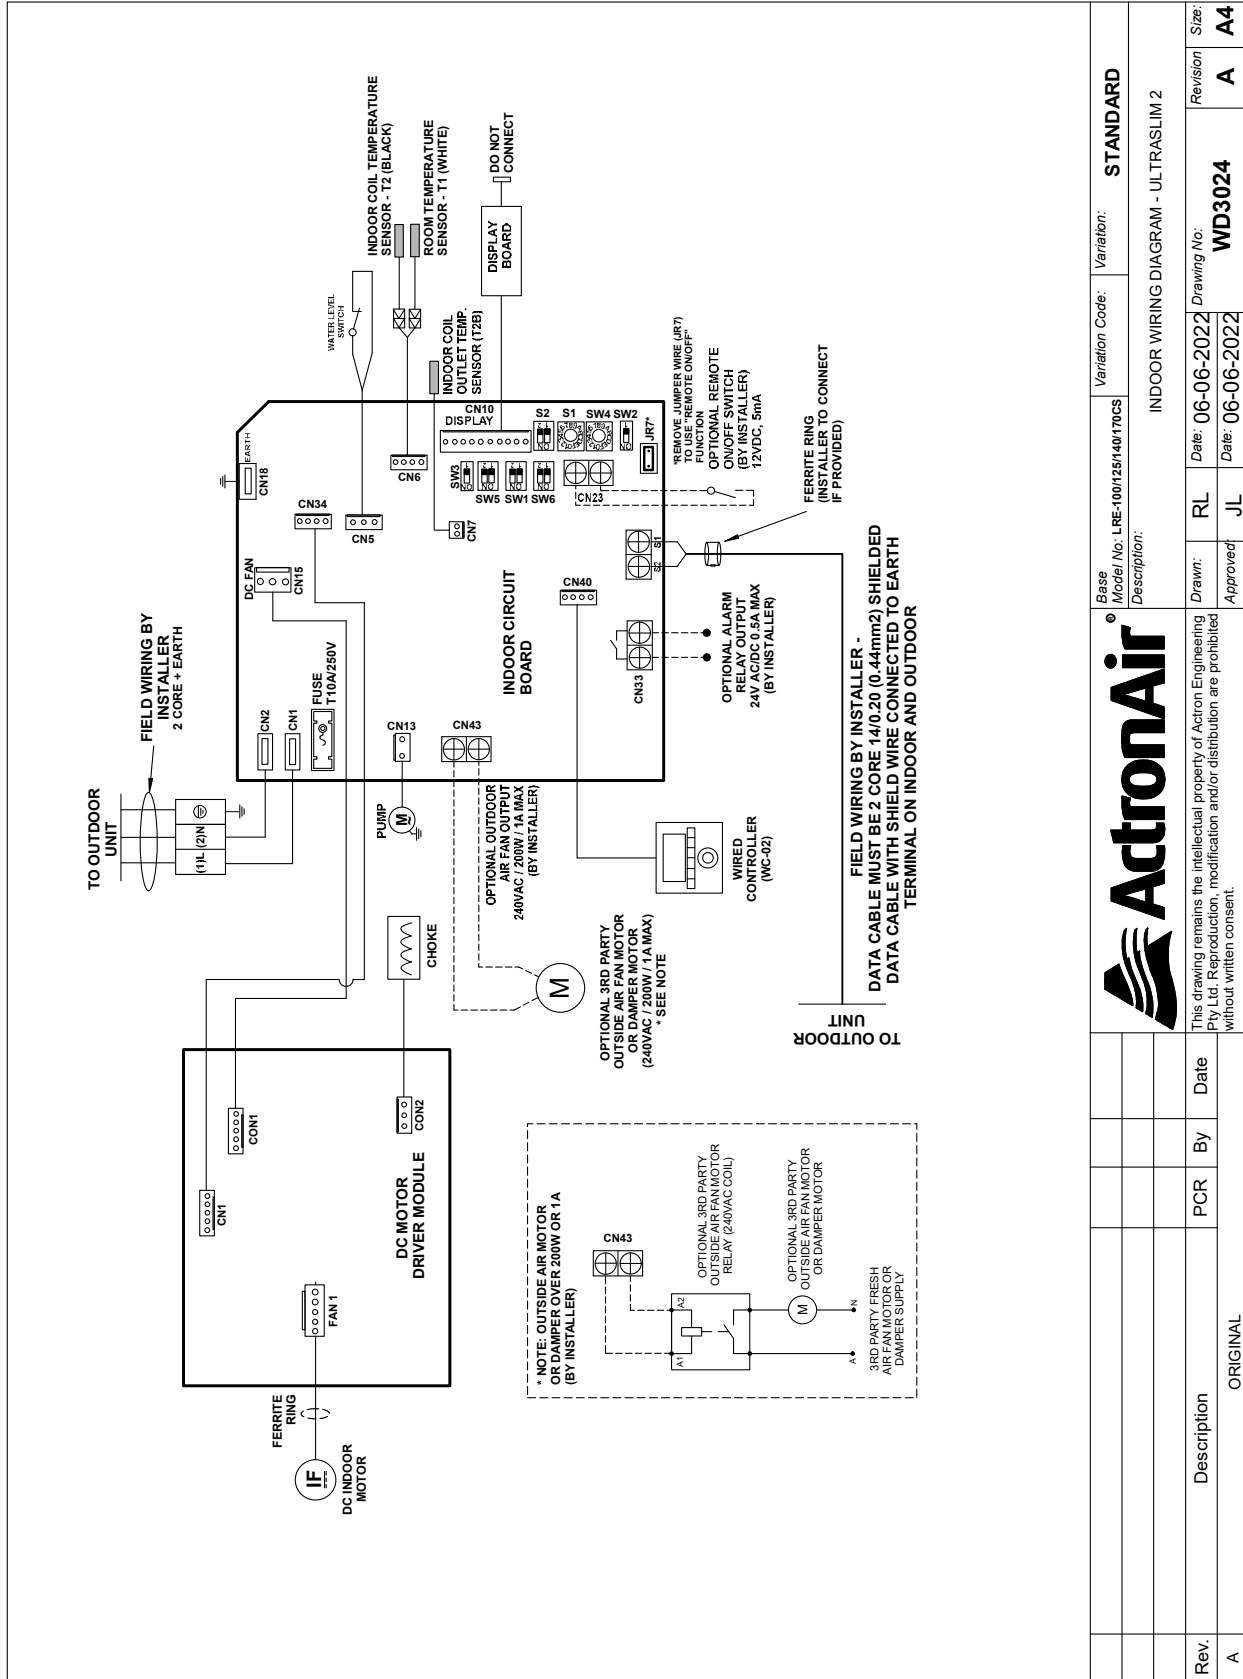 TO OUTDOOR
UNIT
FIELD WIRING BY
INSTALLER
2 CORE + EARTH
(1)L
(2)N
CN2
CN1
FUSE
T10A/250V
DC FAN
CN15
CN34
CN18
EARTH
CN5
WATER LEVEL
SWITCH
CN6
INDOOR COIL TEMPERATURE
SENSOR - T2 (BLACK)
ROOM TEMPERATURE
SENSOR - T1 (WHITE)
CN7
INDOOR COIL
OUTLET TEMP.
SENSOR (T2B)
CN10
DISPLAY
DISPLAY
BOARD
DO NOT
CONNECT
S2
S1
SW4
SW2
SW3
SW5
SW1
SW6
JR7*
CN23
*REMOVE JUMPER WIRE (JR7)
TO USE "REMOTE ON/OFF"
FUNCTION
OPTIONAL REMOTE
ON/OFF SWITCH
(BY INSTALLER)
12VDC, 5mA
INDOOR CIRCUIT
BOARD
PUMP
M
CN13
CN43
OPTIONAL OUTDOOR
AIR FAN OUTPUT
240VAC / 200W / 1A MAX
(BY INSTALLER)
CN40
CN33
S2
S1
OPTIONAL ALARM
RELAY OUTPUT
24V AC/DC 0.5A MAX
(BY INSTALLER)
FERRITE RING
(INSTALLER TO CONNECT
IF PROVIDED)
WIRED
CONTROLLER
(WC-02)
M
OPTIONAL 3RD PARTY
OUTSIDE AIR FAN MOTOR
OR DAMPER MOTOR
(240VAC / 200W / 1A MAX)
* SEE NOTE
FIELD WIRING BY INSTALLER -
DATA CABLE MUST BE 2 CORE 14/0.20 (0.44mm2) SHIELDED
DATA CABLE WITH SHIELD WIRE CONNECTED TO EARTH
TERMINAL ON INDOOR AND OUTDOOR
TO OUTDOOR
UNIT
CHOKE
CN1
CON1
CON2
DC MOTOR
DRIVER MODULE
FAN 1
FERRITE
RING
IF
DC INDOOR
MOTOR
* NOTE: OUTSIDE AIR MOTOR
OR DAMPER OVER 200W OR 1A
(BY INSTALLER)
CN43
A1
A2
OPTIONAL 3RD PARTY
OUTSIDE AIR FAN MOTOR
RELAY (240VAC COIL)
M
OPTIONAL 3RD PARTY
OUTSIDE AIR FAN MOTOR
OR DAMPER MOTOR
A
N
3RD PARTY FRESH
AIR FAN MOTOR OR
DAMPER SUPPLY
Rev.
Description
PCR
By
Date
A
ORIGINAL
ActronAir®
This drawing remains the intellectual property of Actron Engineering
Pty Ltd. Reproduction, modification and/or distribution are prohibited
without written consent.
Base
Model No: LRE-100/125/140/170CS
Variation Code:
Variation:
STANDARD
Description:
INDOOR WIRING DIAGRAM - ULTRASLIM 2
Drawn: RL
Date: 06-06-2022
Approved: JL
Date: 06-06-2022
Drawing No:
WD3024
Revision
A
Size:
A4